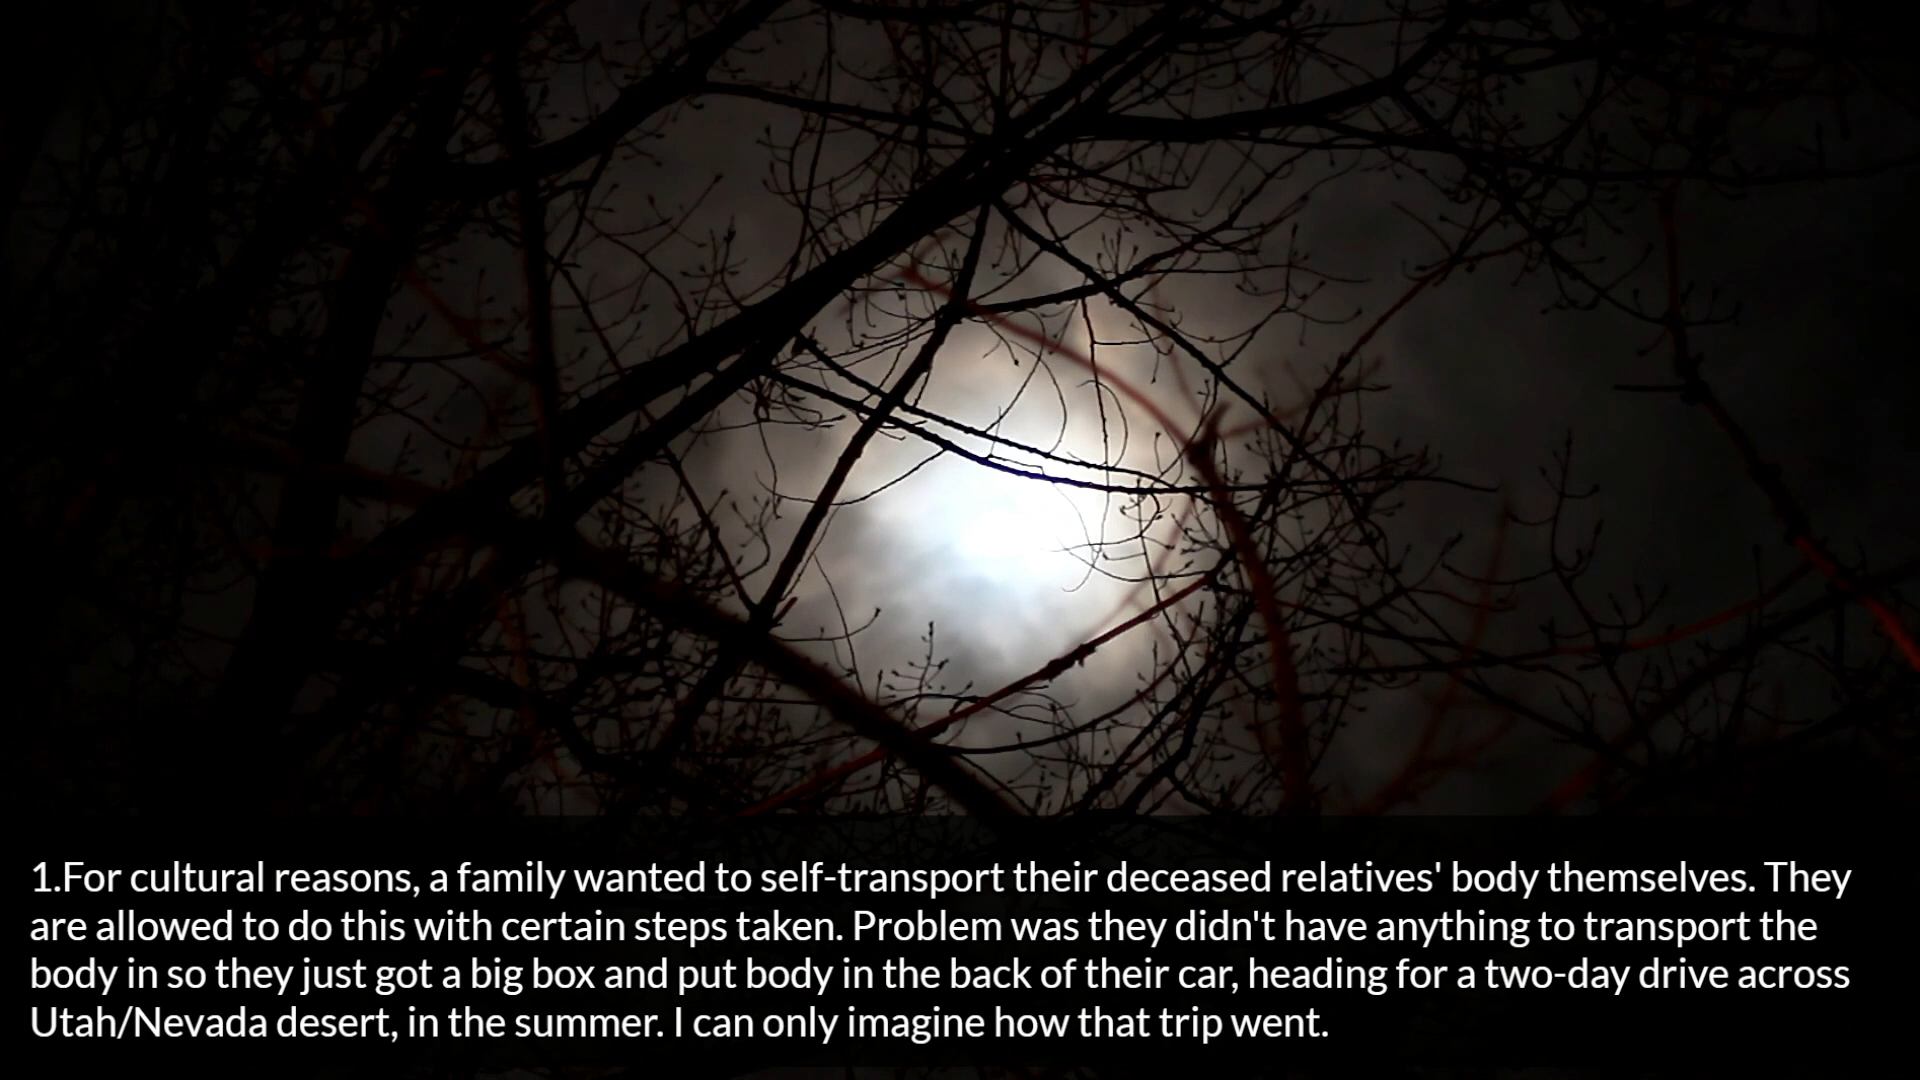 1.For cultural reasons, a family wanted to self-transport their deceased relatives' body themselves. They
are allowed to do this with certain steps taken. Problem was they didn't have anything to transport the
body in so they just got a big box and put body in the back of their car, heading for a two-day drive across
Utah/Nevada desert, in the summer. I can only imagine how that trip went.